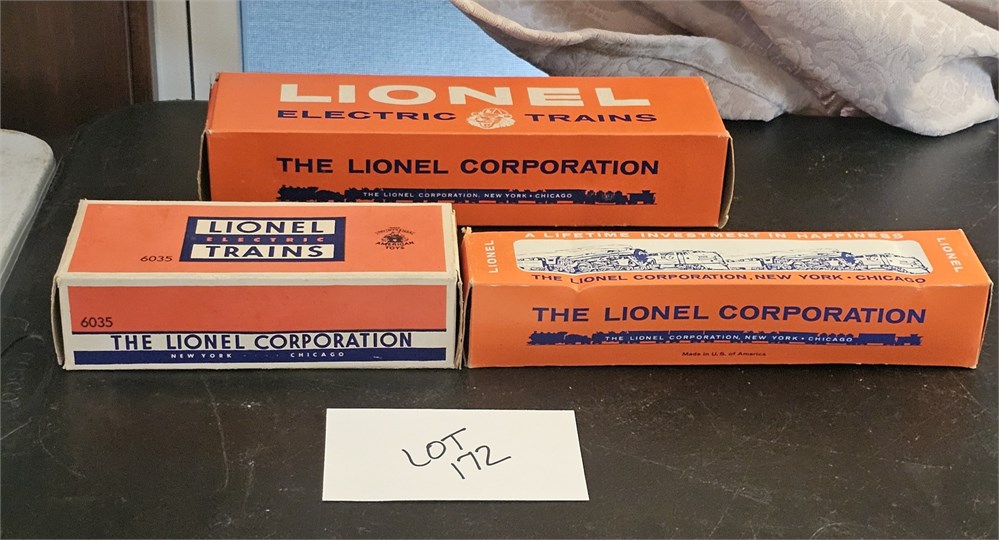 LIONEL
ELECTRIC TRAINS
THE LIONEL CORPORATION
THE LIONEL CORPORATION, NEW YORK • CHICAGO
LIONEL
ELECTRIC
TRAINS
6035
AMERICAN
TOYS
6035
THE LIONEL CORPORATION
NEW YORK CHICAGO
LIONEL
A LIFETIME INVESTMENT IN HAPPINESS
LIONEL
THE LIONEL CORPORATION, NEW YORK • CHICAGO
THE LIONEL CORPORATION
THE LIONEL CORPORATION, NEW YORK • CHICAGO
Made in U.S. of America
LOT
172